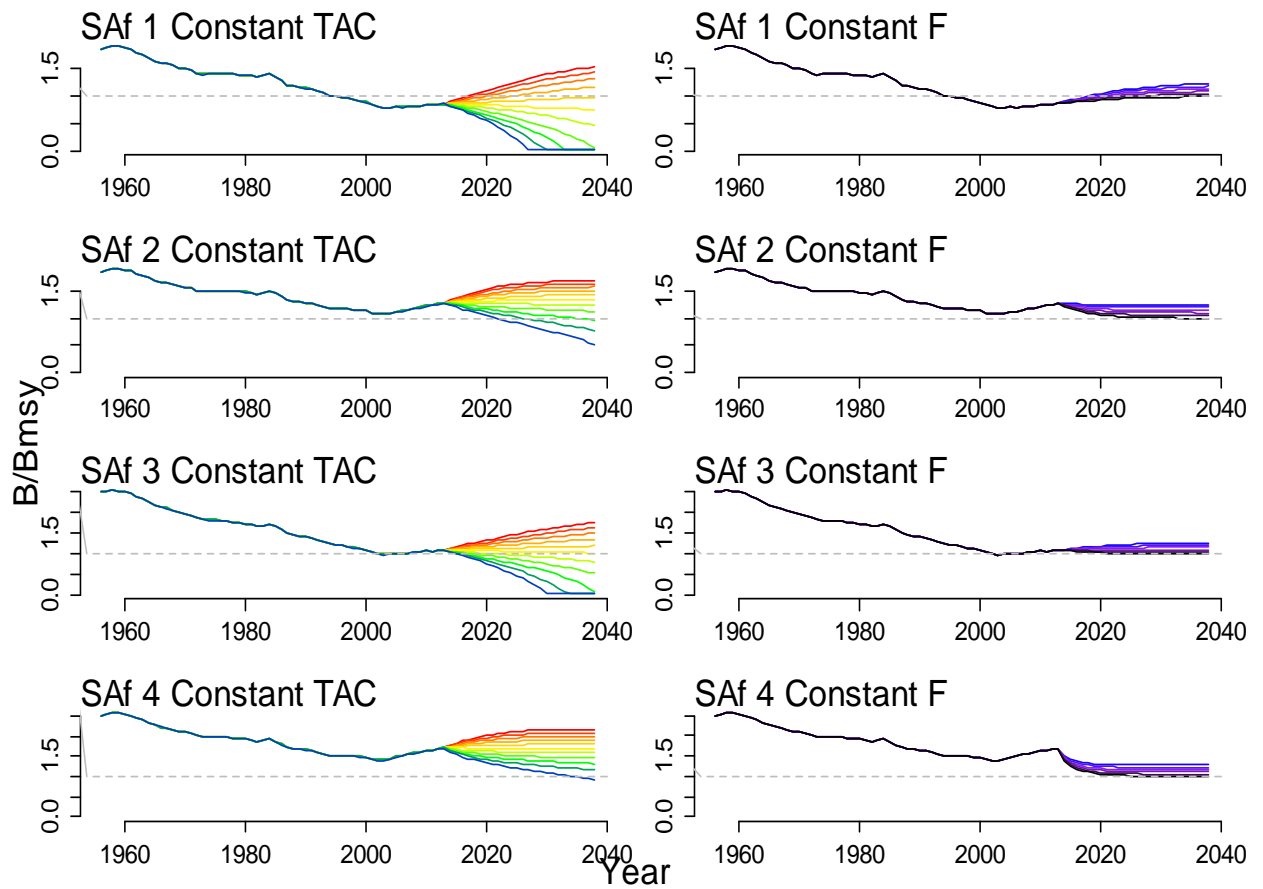 SAf 1 Constant TAC
SAf 1 Constant F
1.5
0.0
1960 1980 2000 2020 2040
1.5
0.0
1960 1980 2000 2020 2040
SAf 2 Constant TAC
SAf 2 Constant F
1.5
0.0
1960 1980 2000 2020 2040
1.5
0.0
1960 1980 2000 2020 2040
B/Bmsy
SAf 3 Constant TAC
SAf 3 Constant F
1.5
0.0
1960 1980 2000 2020 2040
1.5
0.0
1960 1980 2000 2020 2040
SAf 4 Constant TAC
SAf 4 Constant F
1.5
0.0
1960 1980 2000 2020 2040
1.5
0.0
1960 1980 2000 2020 2040
Year